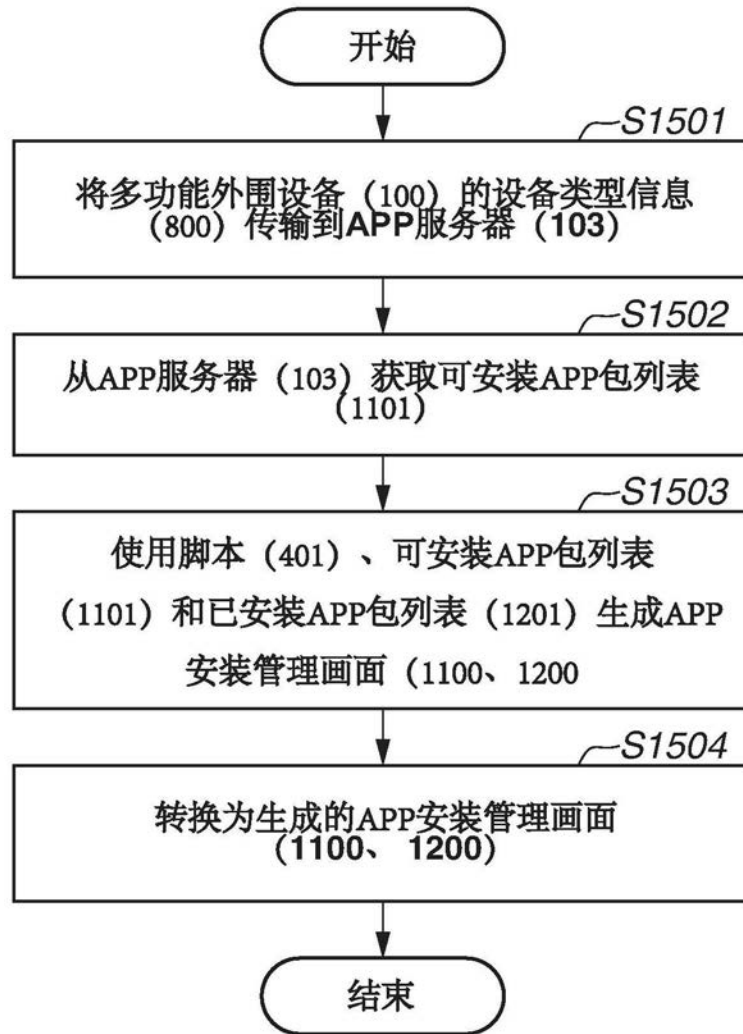 开始
S1501
将多功能外围设备（100）的设备类型信息
（800）传输到APP服务器（103）
S1502
从APP服务器（103）获取可安装APP包列表
（1101）
S1503
使用脚本（401）、可安装APP包列表
（1101）和已安装APP包列表（1201）生成APP
安装管理画面（1100、1200
S1504
转换为生成的APP安装管理画面
（1100、 1200）
结束